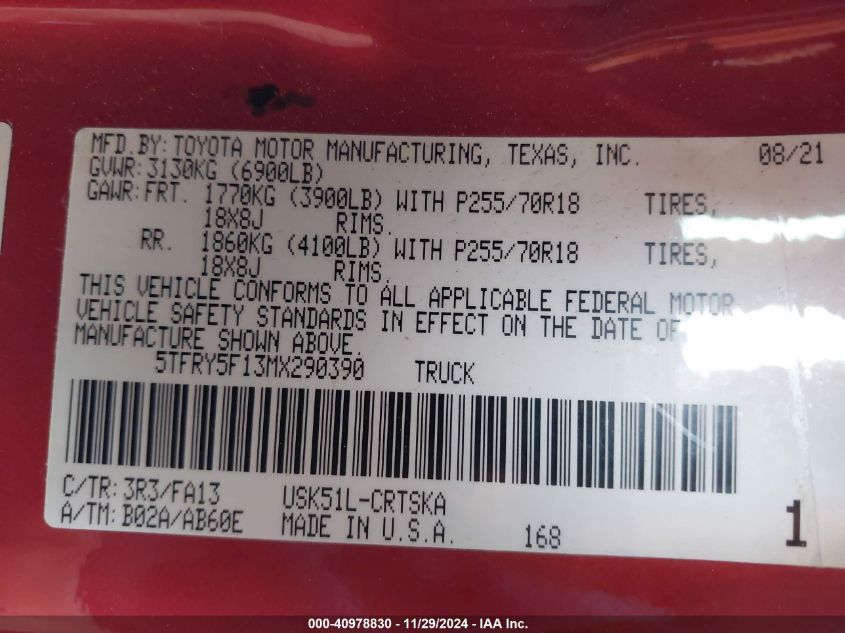 MFD.BY: TOYOTA MOTOR MANUFACTURING, TEXAS, INC. 08/21
GVWR: 3130KG (6900LB)
GAWR: FRT. 1770KG (3900LB) WITH P255/70R18 TIRES,
18X8J RIMS.
RR. 1860KG (4100LB) WITH P255/70R18 TIRES,
18X8J RIMS.
THIS VEHICLE CONFORMS TO ALL APPLICABLE FEDERAL MOTOR
VEHICLE SAFETY STANDARDS IN EFFECT ON THE DATE OF
MANUFACTURE SHOWN ABOVE.
5TFRY5F13MX290390 TRUCK
C/TR: 3R3/FA13 USK51L-CRTSKA
A/TM: B02A/AB60E MADE IN U.S.A. 168 1
000-40978830 - 11/29/2024 - IAA Inc.